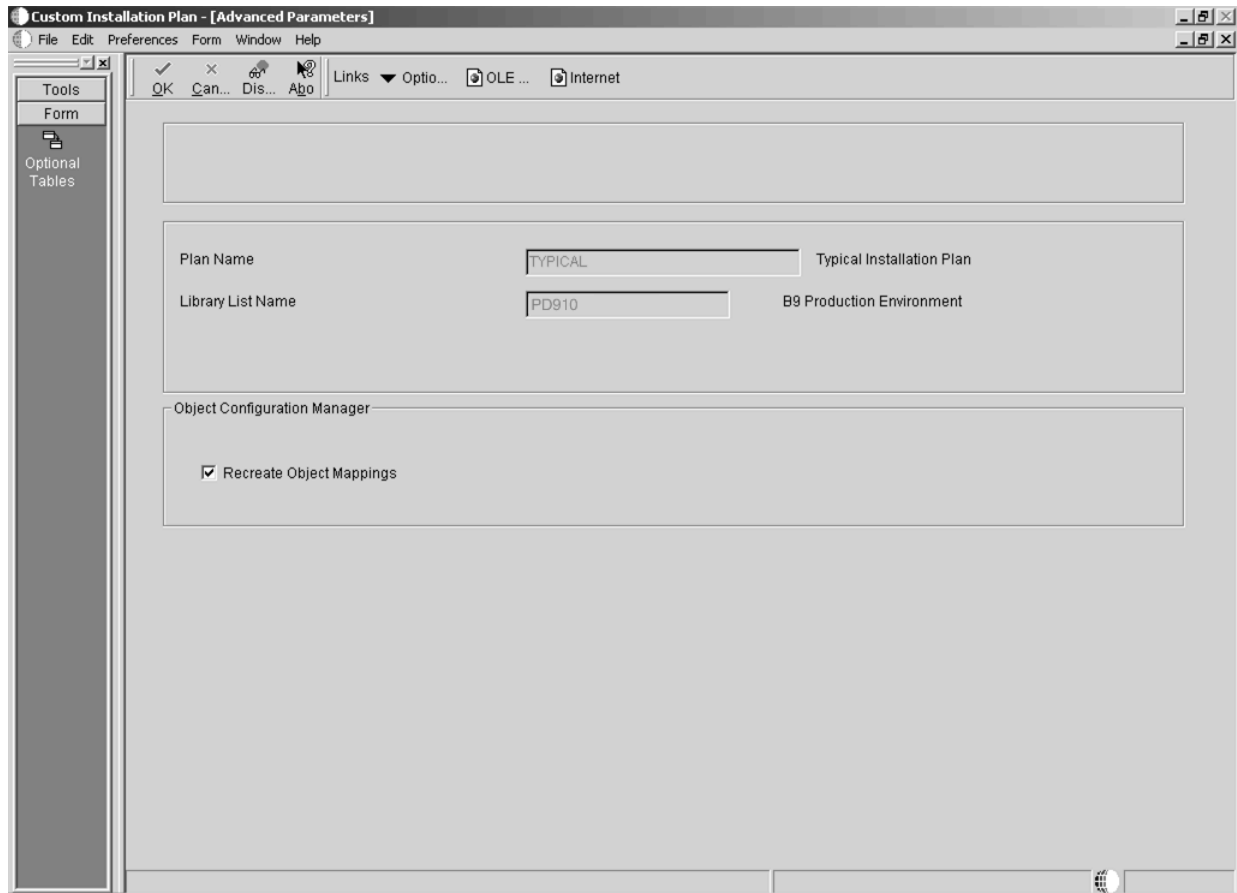 Custom Installation Plan - [Advanced Parameters]
File Edit Preferences Form Window Help
Tools
Form
Optional
Tables
OK Can... Dis... Abo Links Optio... OLE ... Internet
Plan Name TYPICAL Typical Installation Plan
Library List Name PD910 B9 Production Environment
Object Configuration Manager
Recreate Object Mappings